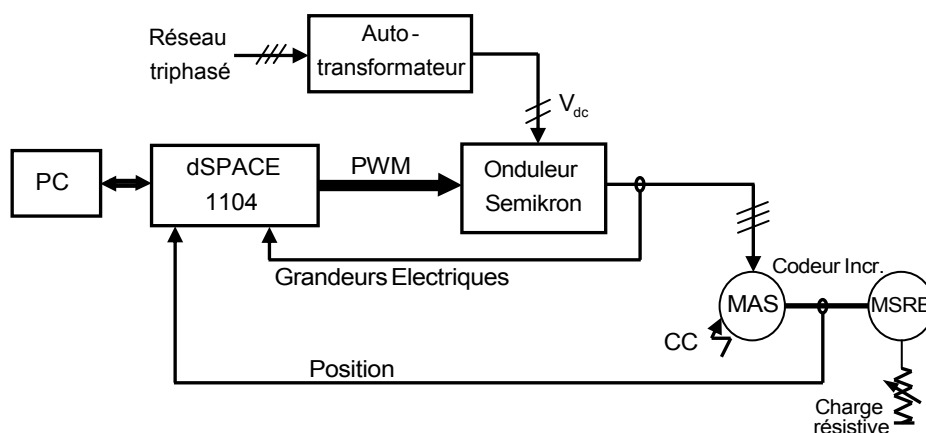 Réseau
triphasé
Auto-
transformateur
V_dc
PC
dSPACE
1104
PWM
Onduleur
Semikron
Grandeurs Electriques
Codeur Incr.
MAS
MSRB
CC
Position
Charge
résistive